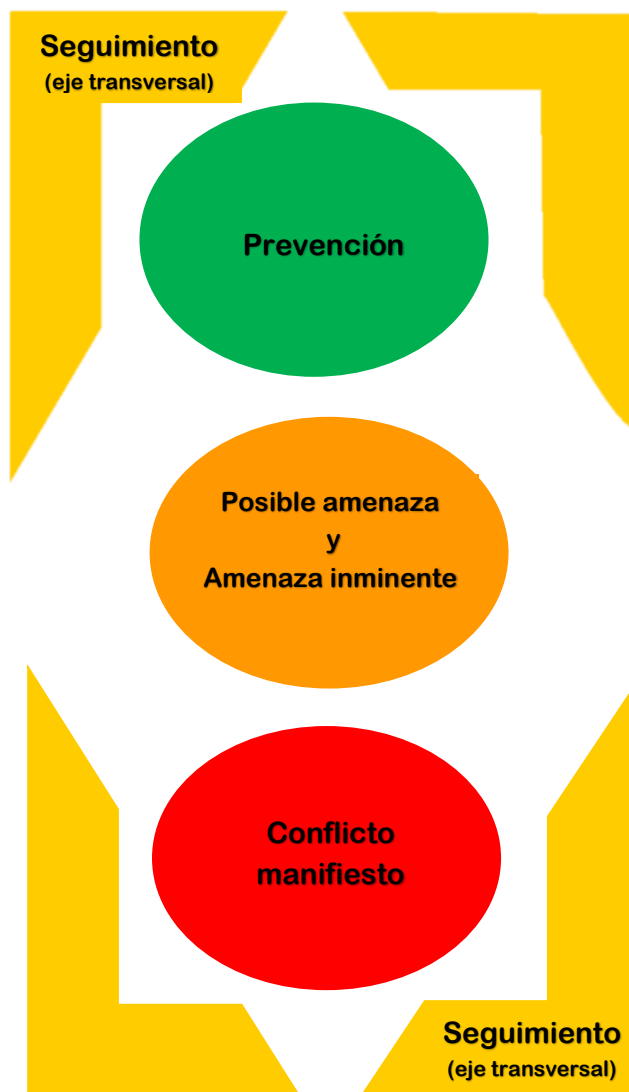 Seguimiento
(eje transversal)
Prevención
Posible amenaza
y
Amenaza inminente
Conflicto
manifiesto
Seguimiento
(eje transversal)